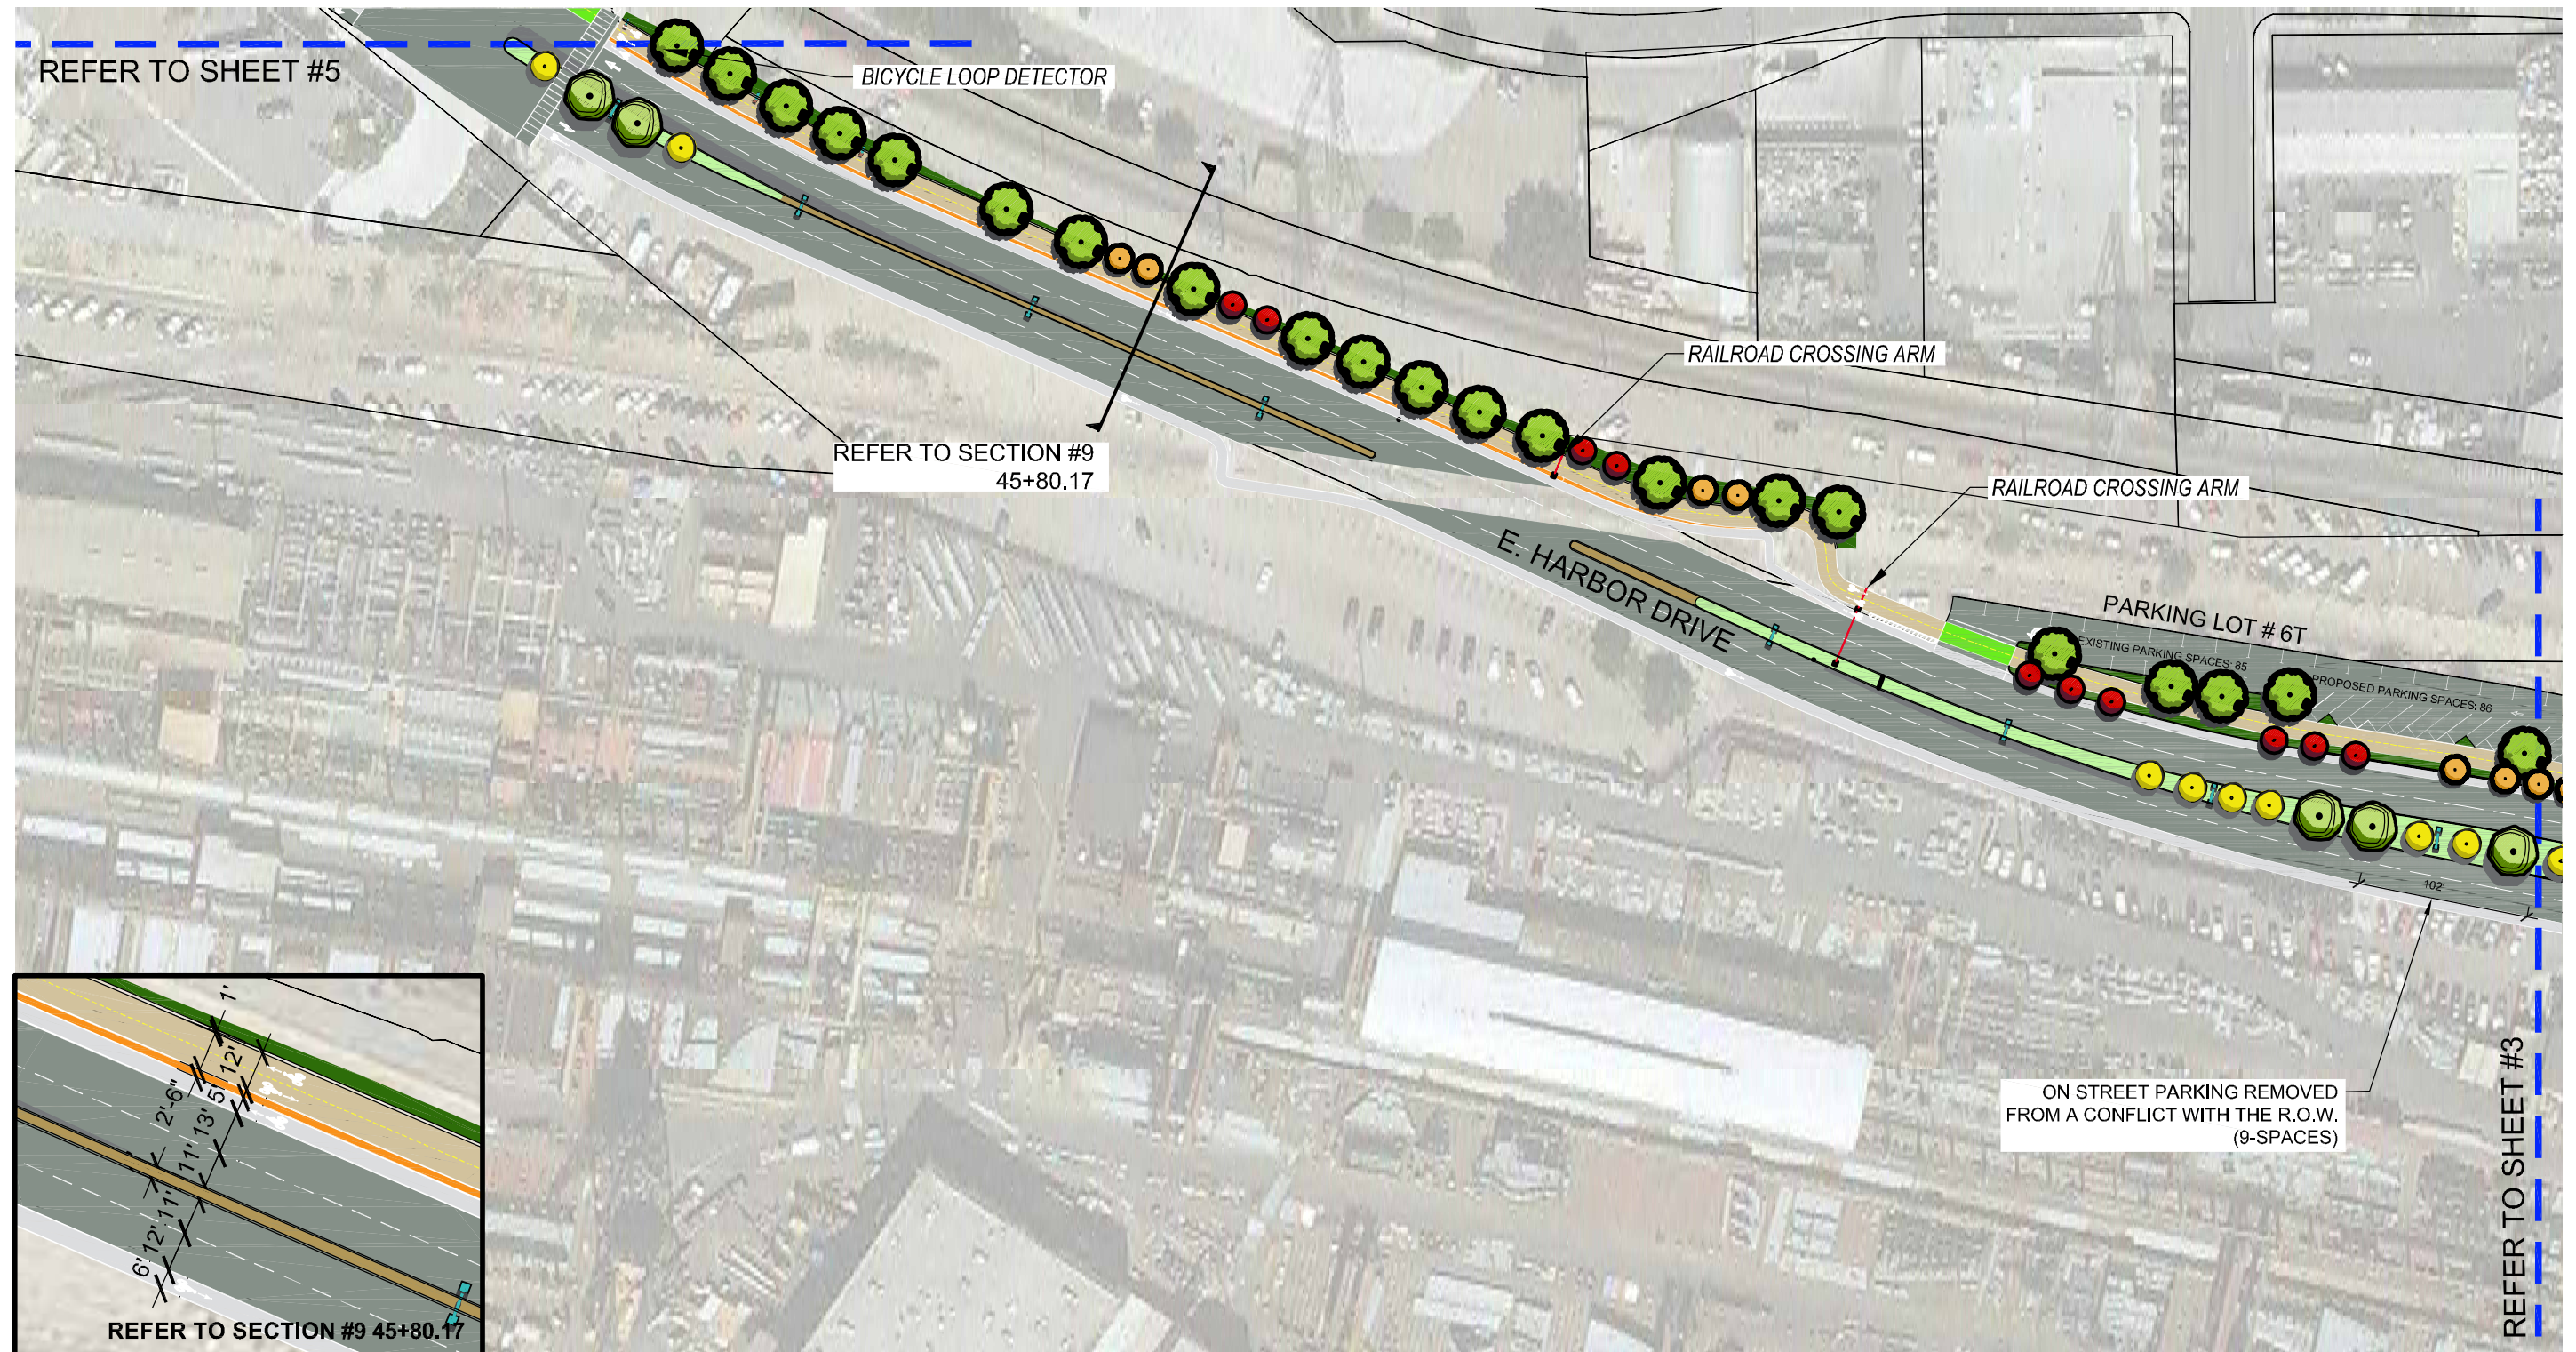 REFER TO SHEET #5
BICYCLE LOOP DETECTOR
RAILROAD CROSSING ARM
REFER TO SECTION #9
45+80.17
RAILROAD CROSSING ARM
E. HARBOR DRIVE
PARKING LOT # 6T
EXISTING PARKING SPACES: 85
PROPOSED PARKING SPACES: 86
102'
ON STREET PARKING REMOVED
FROM A CONFLICT WITH THE R.O.W.
(9-SPACES)
REFER TO SHEET #3
1'
12'
2'-6"
5'
13'
11'
11'
12'
6'
REFER TO SECTION #9 45+80.17